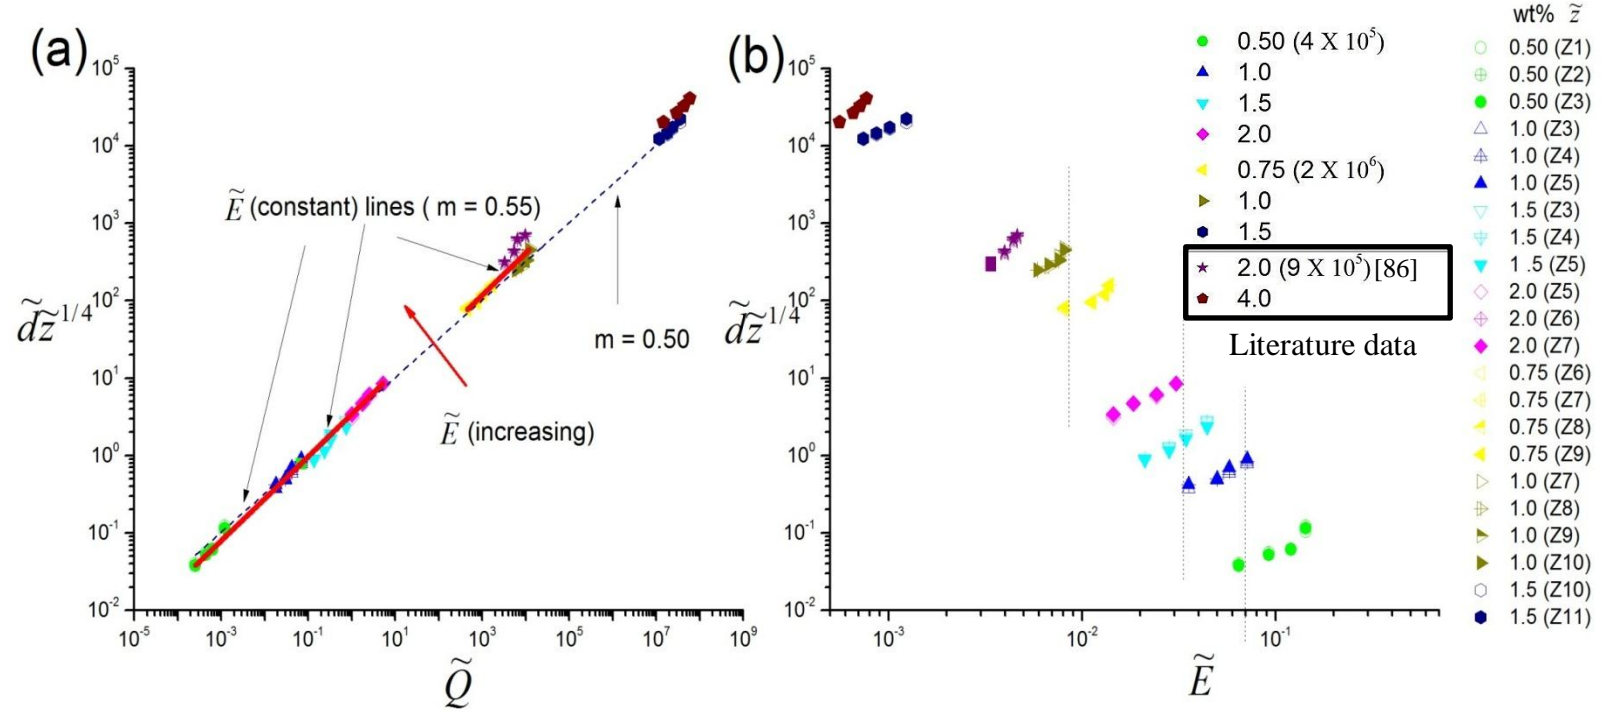 (a)
10^5
10^4
10^3
10^2
10^1
10^0
10^-1
10^-2
d̃z̃^1/4
Ẽ (constant) lines ( m = 0.55)
m = 0.50
Ẽ (increasing)
10^-5 10^-3 10^-1 10^1 10^3 10^5 10^7 10^9
Q̃
(b)
10^5
10^4
10^3
10^2
10^1
10^0
10^-1
10^-2
d̃z̃^1/4
10^-3 10^-2 10^-1
Ẽ
0.50 (4 X 10^5)
1.0
1.5
2.0
0.75 (2 X 10^6)
1.0
1.5
2.0 (9 X 10^5)[86]
4.0
Literature data
wt% z̃
0.50 (Z1)
0.50 (Z2)
0.50 (Z3)
1.0 (Z3)
1.0 (Z4)
1.0 (Z5)
1.5 (Z3)
1.5 (Z4)
1.5 (Z5)
2.0 (Z5)
2.0 (Z6)
2.0 (Z7)
0.75 (Z6)
0.75 (Z7)
0.75 (Z8)
0.75 (Z9)
1.0 (Z7)
1.0 (Z8)
1.0 (Z9)
1.0 (Z10)
1.5 (Z10)
1.5 (Z11)